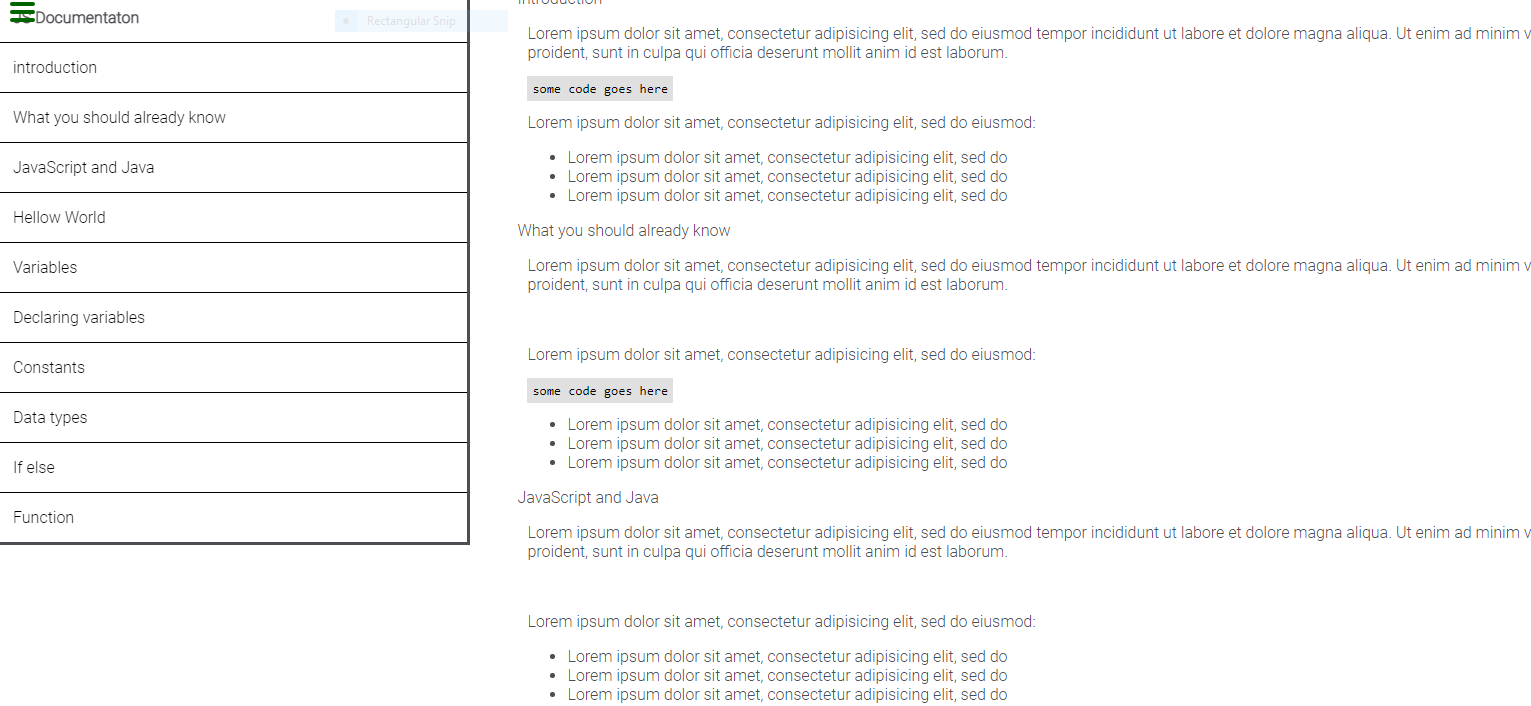 JS Documentaton
Rectangular Snip
introduction
What you should already know
JavaScript and Java
Hellow World
Variables
Declaring variables
Constants
Data types
If else
Function
Introduction
Lorem ipsum dolor sit amet, consectetur adipisicing elit, sed do eiusmod tempor incididunt ut labore et dolore magna aliqua. Ut enim ad minim v
proident, sunt in culpa qui officia deserunt mollit anim id est laborum.
some code goes here
Lorem ipsum dolor sit amet, consectetur adipisicing elit, sed do eiusmod:
Lorem ipsum dolor sit amet, consectetur adipisicing elit, sed do
Lorem ipsum dolor sit amet, consectetur adipisicing elit, sed do
Lorem ipsum dolor sit amet, consectetur adipisicing elit, sed do
What you should already know
Lorem ipsum dolor sit amet, consectetur adipisicing elit, sed do eiusmod tempor incididunt ut labore et dolore magna aliqua. Ut enim ad minim v
proident, sunt in culpa qui officia deserunt mollit anim id est laborum.
Lorem ipsum dolor sit amet, consectetur adipisicing elit, sed do eiusmod:
some code goes here
Lorem ipsum dolor sit amet, consectetur adipisicing elit, sed do
Lorem ipsum dolor sit amet, consectetur adipisicing elit, sed do
Lorem ipsum dolor sit amet, consectetur adipisicing elit, sed do
JavaScript and Java
Lorem ipsum dolor sit amet, consectetur adipisicing elit, sed do eiusmod tempor incididunt ut labore et dolore magna aliqua. Ut enim ad minim v
proident, sunt in culpa qui officia deserunt mollit anim id est laborum.
Lorem ipsum dolor sit amet, consectetur adipisicing elit, sed do eiusmod:
Lorem ipsum dolor sit amet, consectetur adipisicing elit, sed do
Lorem ipsum dolor sit amet, consectetur adipisicing elit, sed do
Lorem ipsum dolor sit amet, consectetur adipisicing elit, sed do